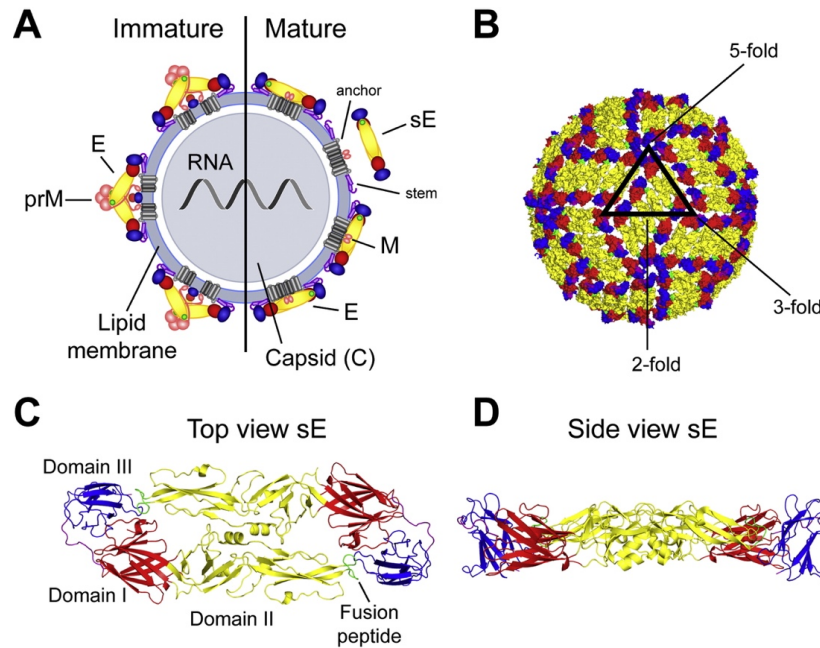 A
Immature
Mature
anchor
sE
E
RNA
prM
stem
M
E
Lipid
membrane
Capsid (C)
B
5-fold
3-fold
2-fold
C
Top view sE
Domain III
Domain I
Domain II
Fusion
peptide
D
Side view sE